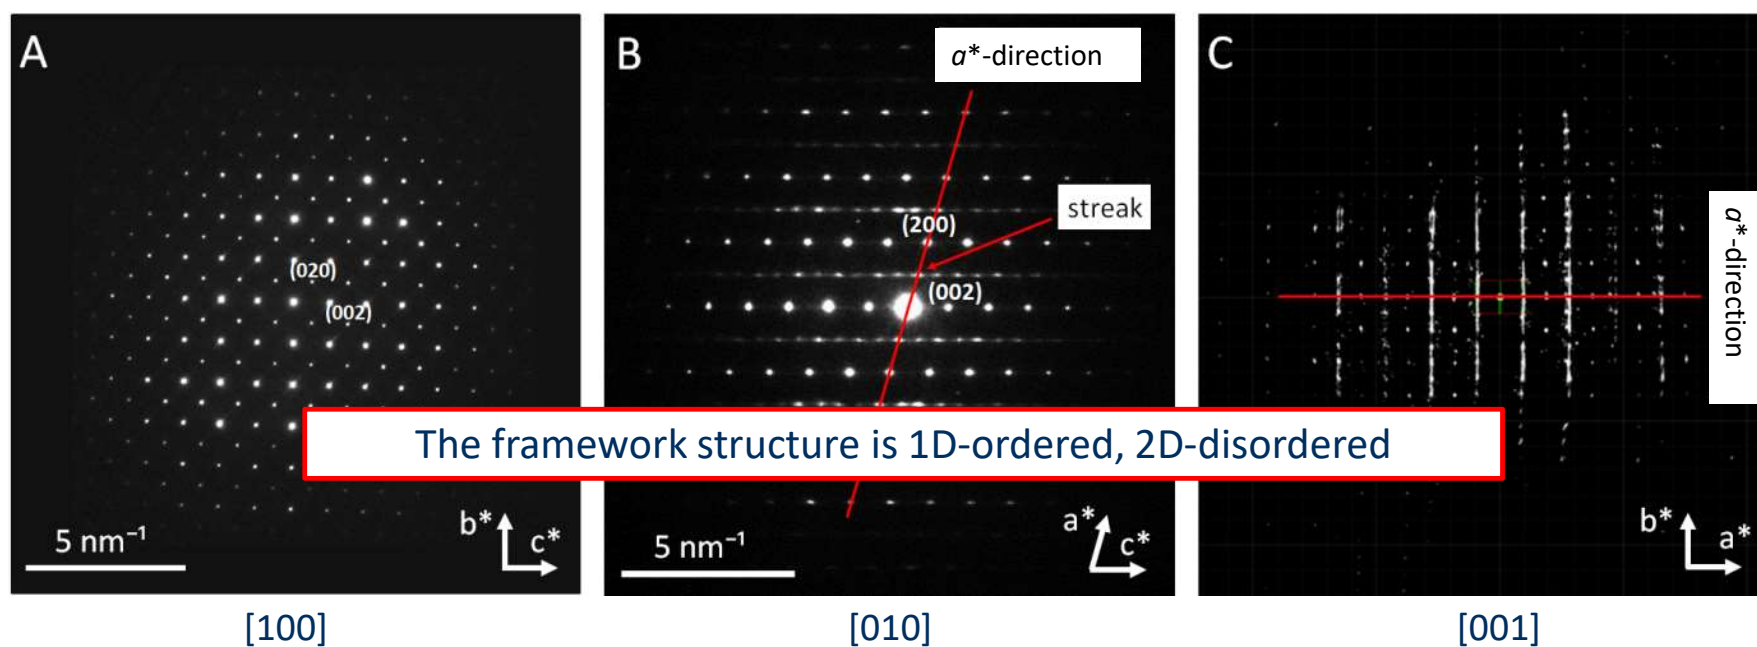 A
(020)
(002)
b*
c*
5 nm⁻¹
[100]
B
a*-direction
streak
(200)
(002)
a*
c*
5 nm⁻¹
[010]
C
a*-direction
b*
a*
[001]
The framework structure is 1D-ordered, 2D-disordered